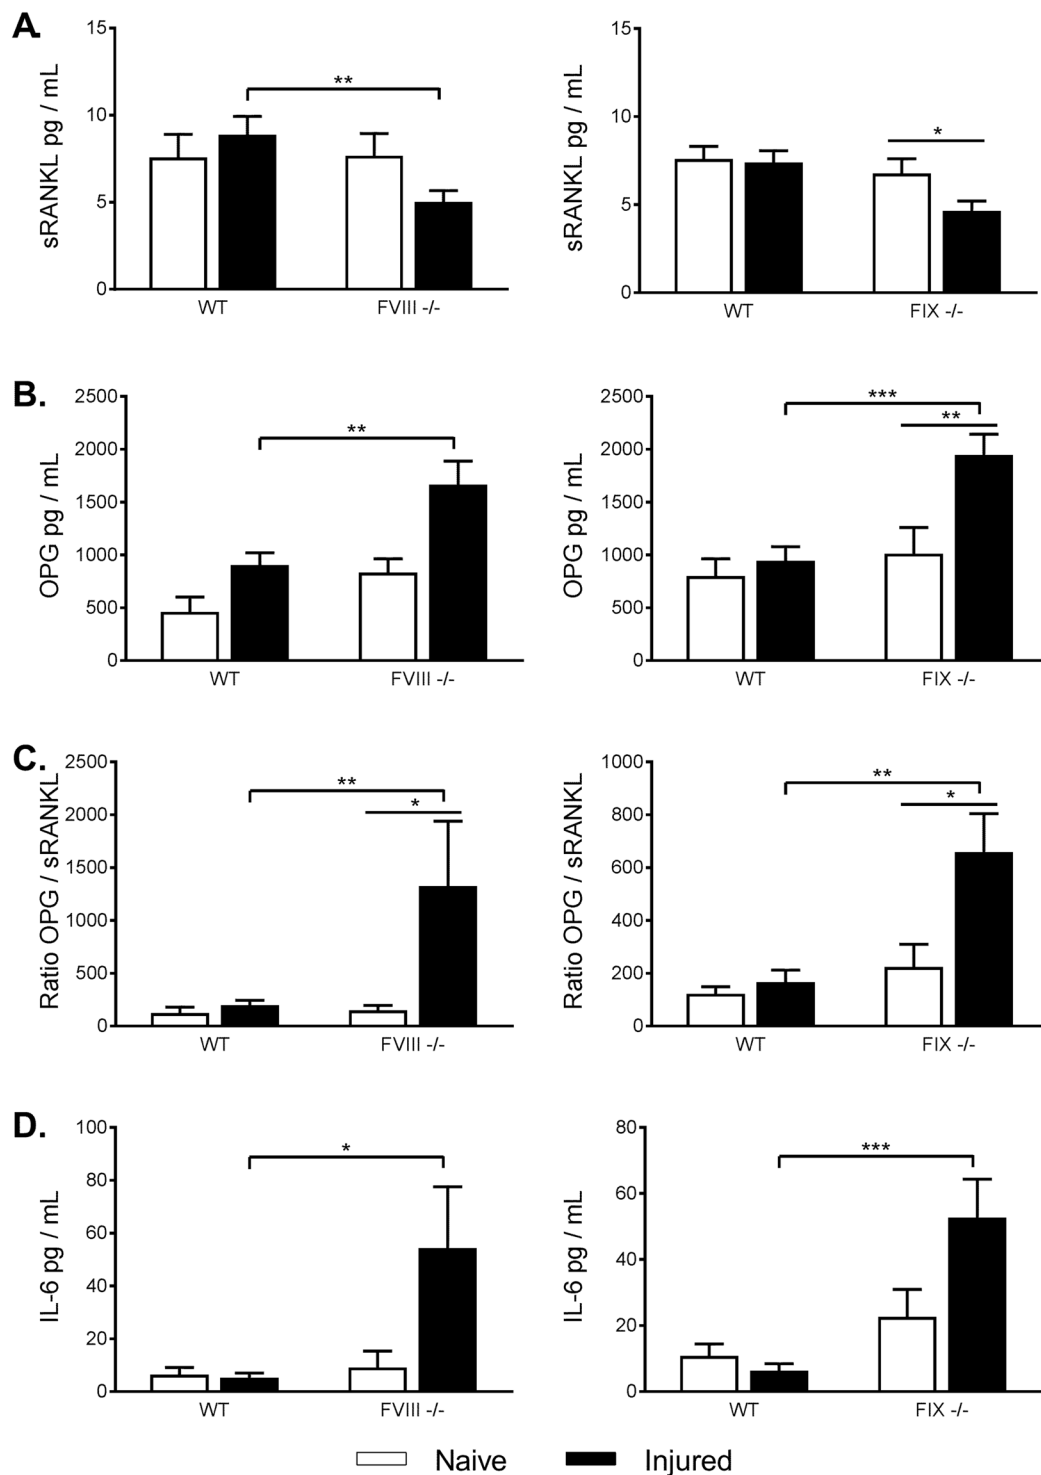 A.
sRANKL pg / mL
15
10
5
0
**
WT
FVIII -/-
sRANKL pg / mL
15
10
5
0
*
WT
FIX -/-
B.
OPG pg / mL
2500
2000
1500
1000
500
0
**
WT
FVIII -/-
OPG pg / mL
2500
2000
1500
1000
500
0
***
**
WT
FIX -/-
C.
Ratio OPG / sRANKL
2500
2000
1500
1000
500
0
**
*
WT
FVIII -/-
Ratio OPG / sRANKL
1000
800
600
400
200
0
**
*
WT
FIX -/-
D.
IL-6 pg / mL
100
80
60
40
20
0
*
WT
FVIII -/-
IL-6 pg / mL
80
60
40
20
0
***
WT
FIX -/-
Naive
Injured